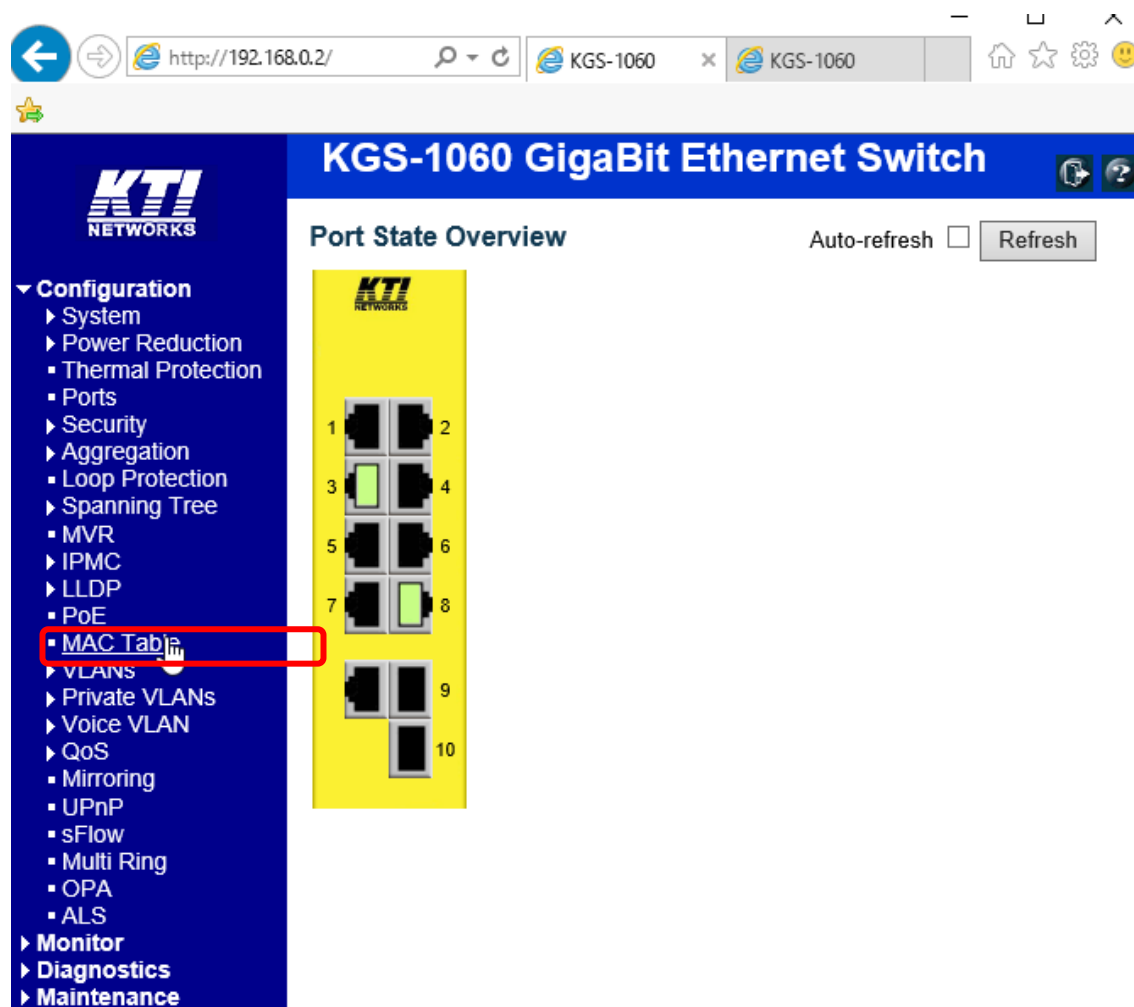 http://192.168.0.2/
KGS-1060
KGS-1060
KTI
NETWORKS
KGS-1060 GigaBit Ethernet Switch
Port State Overview
Auto-refresh
Refresh
Configuration
System
Power Reduction
Thermal Protection
Ports
Security
Aggregation
Loop Protection
Spanning Tree
MVR
IPMC
LLDP
PoE
MAC Table
VLANs
Private VLANs
Voice VLAN
QoS
Mirroring
UPnP
sFlow
Multi Ring
OPA
ALS
Monitor
Diagnostics
Maintenance
KTI
NETWORKS
1 2
3 4
5 6
7 8
9
10